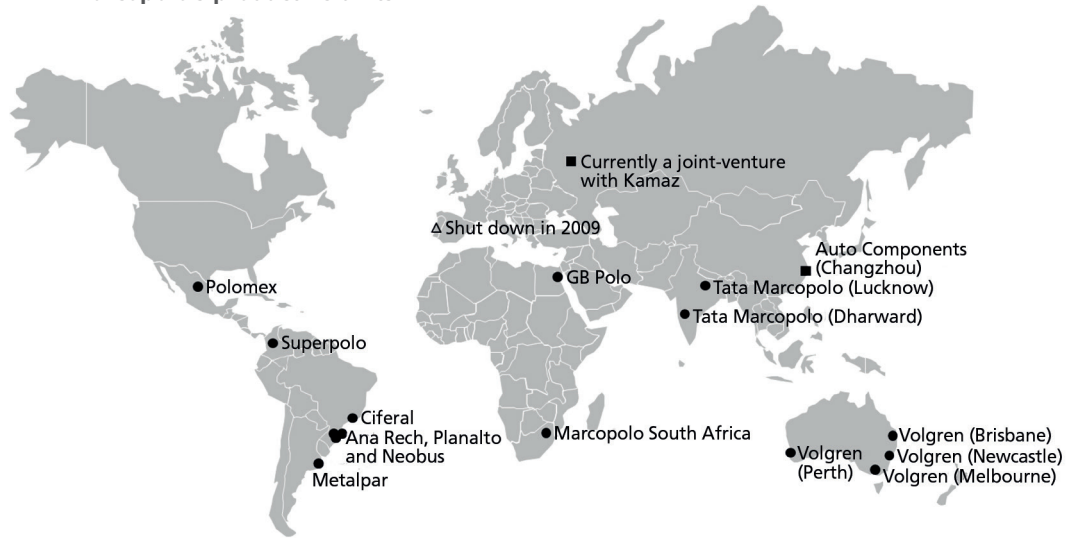 Currently a joint-venture
with Kamaz
Shut down in 2009
Auto Components
(Changzhou)
GB Polo
Polomex
Tata Marcopolo (Lucknow)
Tata Marcopolo (Dharward)
Superpolo
Ciferal
Ana Rech, Planalto
and Neobus
Marcopolo South Africa
Metalpar
Volgren (Brisbane)
Volgren
(Perth)
Volgren (Newcastle)
Volgren (Melbourne)